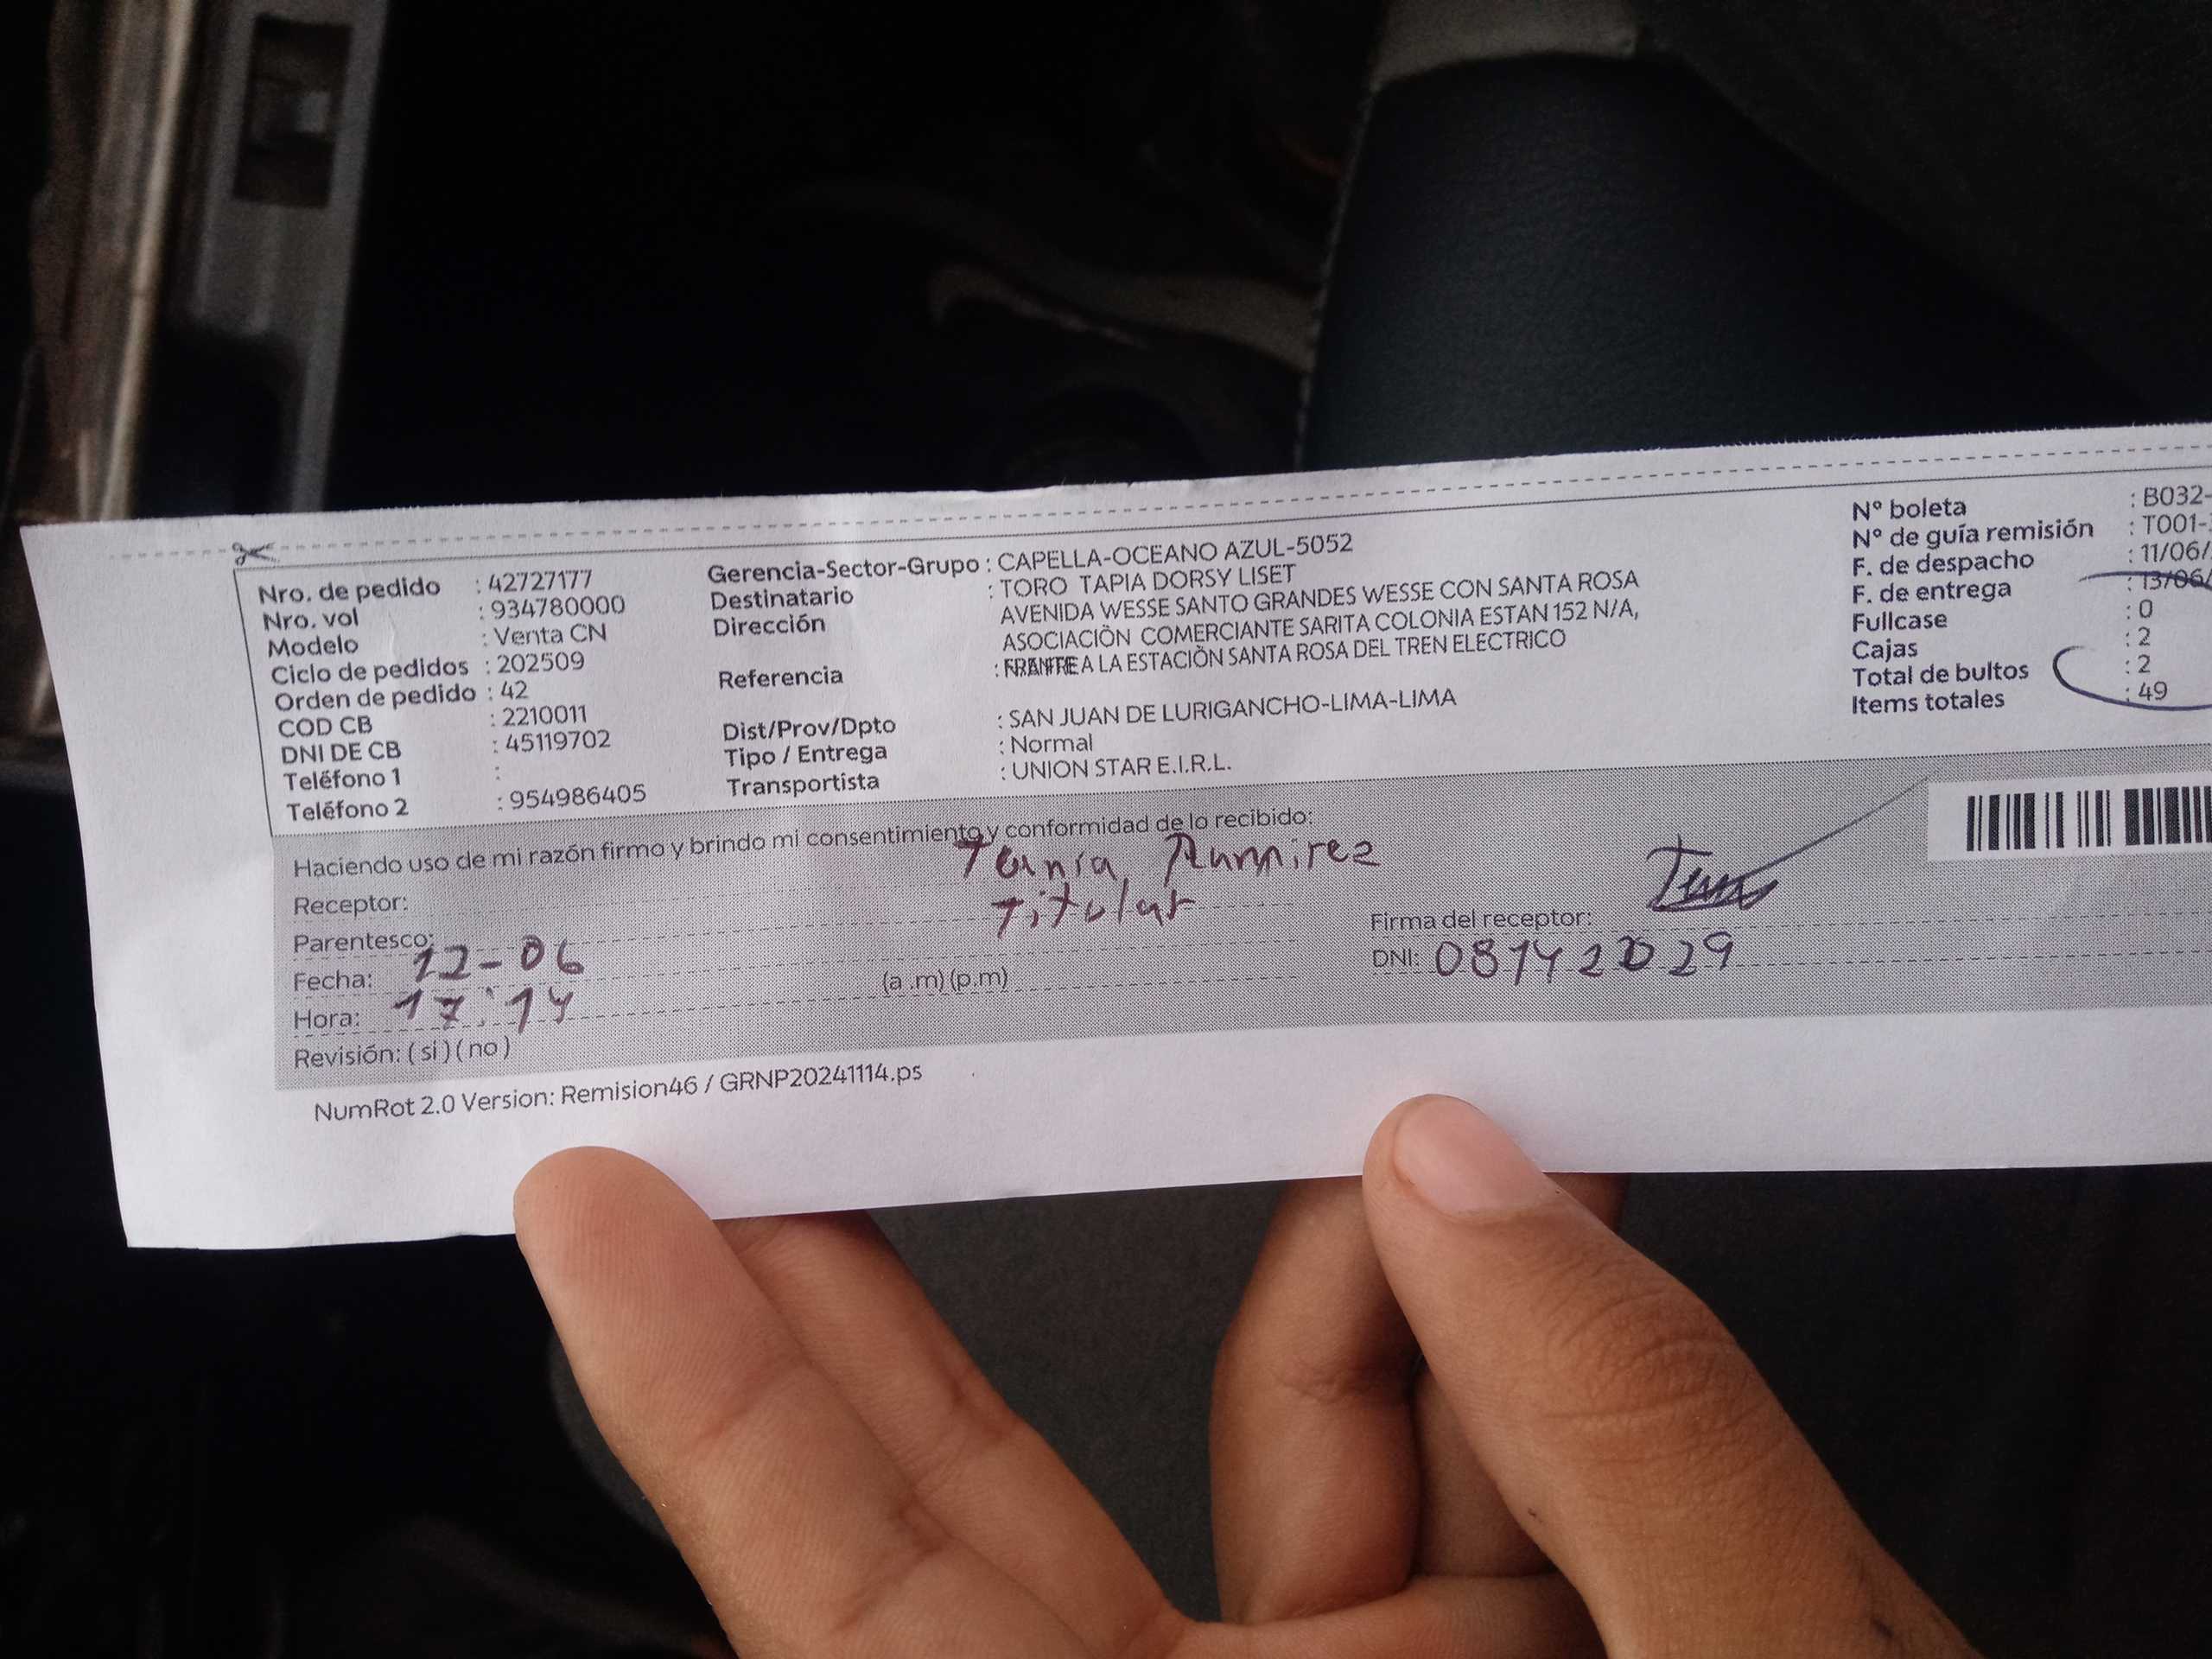 Nro. de pedido : 42727177
Nro. vol : 934780000
Modelo : Venta CN
Ciclo de pedidos : 202509
Orden de pedido : 42
COD CB : 2210011
DNI DE CB : 45119702
Teléfono 1 :
Teléfono 2 : 954986405
Gerencia-Sector-Grupo : CAPELLA-OCEANO AZUL-5052
Destinatario : TORO TAPIA DORSY LISET
Dirección AVENIDA WESSE SANTO GRANDES WESSE CON SANTA ROSA
ASOCIACIÒN COMERCIANTE SARITA COLONIA ESTAN 152 N/A,
Referencia : A LA ESTACIÒN SANTA ROSA DEL TREN ELECTRICO
Dist/Prov/Dpto : SAN JUAN DE LURIGANCHO-LIMA-LIMA
Tipo / Entrega : Normal
Transportista : UNION STAR E.I.R.L.
N° boleta : B032-
N° de guía remisión : T001-
F. de despacho : 11/06/
F. de entrega : 13/06/
Fullcase : 0
Cajas : 2
Total de bultos : 2
Items totales : 49
Haciendo uso de mi razón firmo y brindo mi consentimiento y conformidad de lo recibido:
Receptor: Tania Ramirez
Parentesco: Titular
Firma del receptor:
Fecha: 12-06
DNI:
Hora: 17:14 (a .m) (p.m)
Revisión: ( si ) ( no )
NumRot 2.0 Version: Remision46 / GRNP20241114.ps